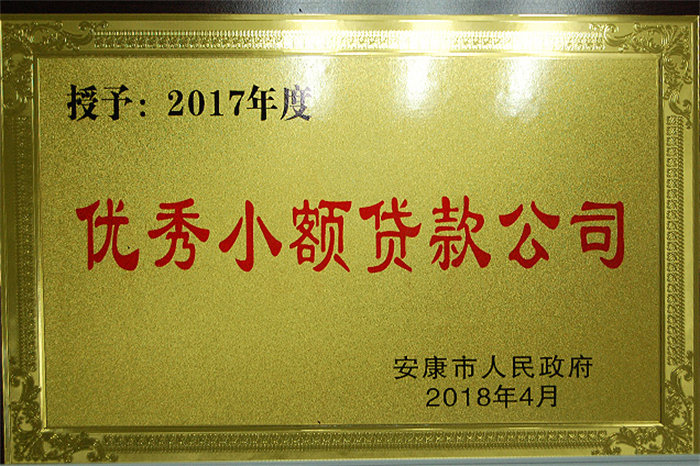 授予：2017年度
优秀小额贷款公司
安康市人民政府
2018年4月